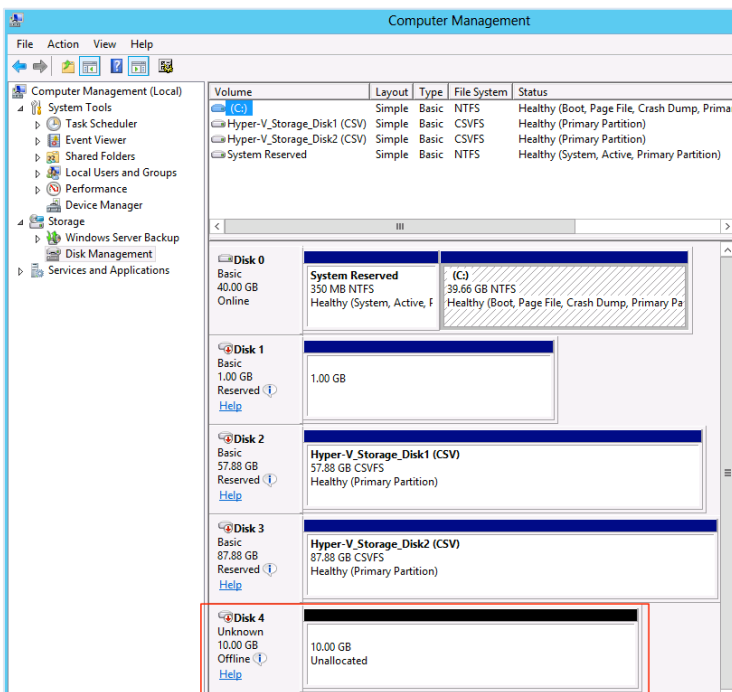 Computer Management
File Action View Help
Computer Management (Local)
System Tools
Task Scheduler
Event Viewer
Shared Folders
Local Users and Groups
Performance
Device Manager
Storage
Windows Server Backup
Disk Management
Services and Applications
Volume Layout Type File System Status
(C:) Simple Basic NTFS Healthy (Boot, Page File, Crash Dump, Prima
Hyper-V_Storage_Disk1 (CSV) Simple Basic CSVFS Healthy (Primary Partition)
Hyper-V_Storage_Disk2 (CSV) Simple Basic CSVFS Healthy (Primary Partition)
System Reserved Simple Basic NTFS Healthy (System, Active, Primary Partition)
Disk 0
Basic
40.00 GB
Online
System Reserved
350 MB NTFS
Healthy (System, Active, F
(C:)
39.66 GB NTFS
Healthy (Boot, Page File, Crash Dump, Primary Pa
Disk 1
Basic
1.00 GB
Reserved
Help
1.00 GB
Disk 2
Basic
57.88 GB
Reserved
Help
Hyper-V_Storage_Disk1 (CSV)
57.88 GB CSVFS
Healthy (Primary Partition)
Disk 3
Basic
87.88 GB
Reserved
Help
Hyper-V_Storage_Disk2 (CSV)
87.88 GB CSVFS
Healthy (Primary Partition)
Disk 4
Unknown
10.00 GB
Offline
Help
10.00 GB
Unallocated